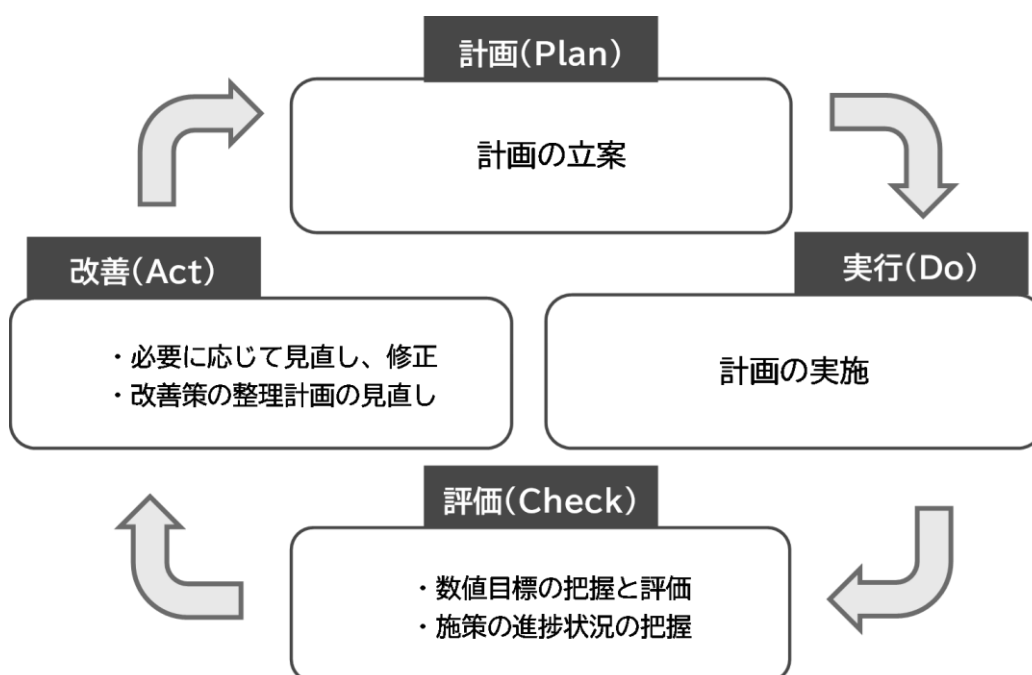 計画(Plan)
計画の立案
改善(Act)
・必要に応じて見直し、修正
・改善策の整理計画の見直し
実行(Do)
計画の実施
評価(Check)
・数値目標の把握と評価
・施策の進捗状況の把握